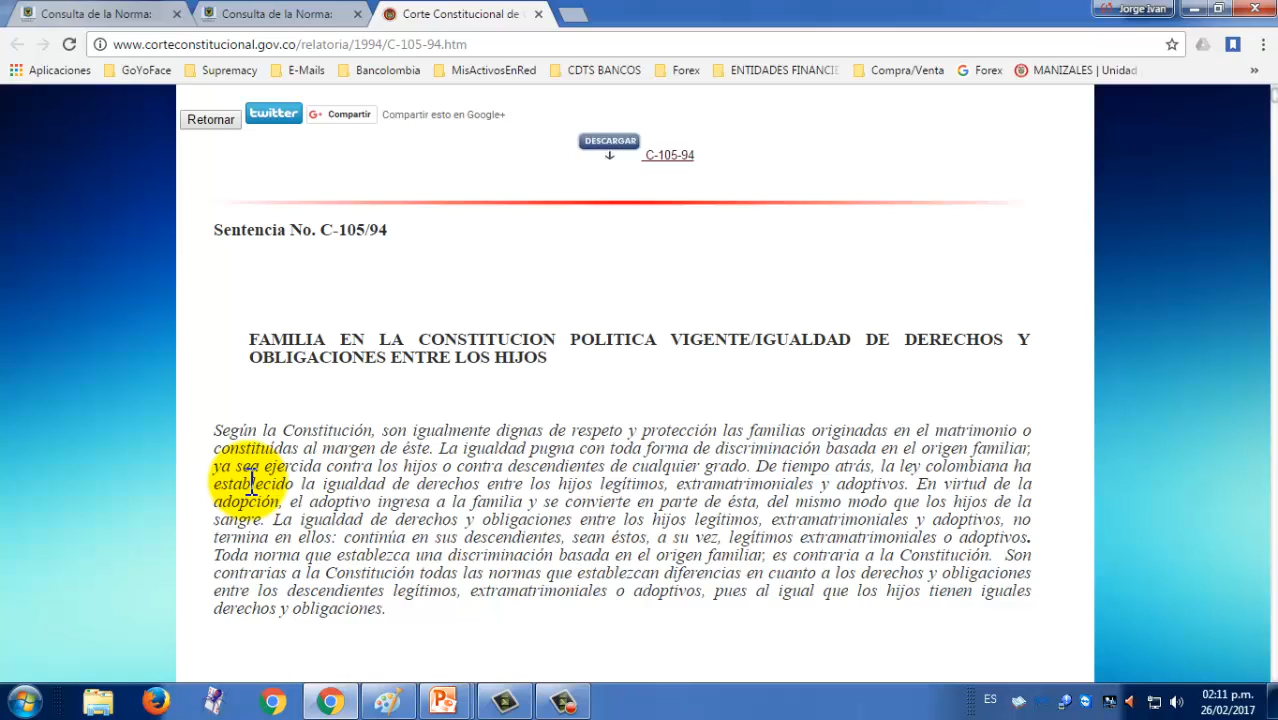 Consulta de la Norma:
Consulta de la Norma:
Corte Constitucional de
Jorge Ivan
www.corteconstitucional.gov.co/relatoria/1994/C-105-94.htm
Aplicaciones GoYoFace Supremacy E-Mails Bancolombia MisActivosEnRed CDTS BANCOS Forex ENTIDADES FINANCIE Compra/Venta Forex MANIZALES | Unidad »
Retornar twitter G+ Compartir Compartir esto en Google+
DESCARGAR
C-105-94
Sentencia No. C-105/94
FAMILIA EN LA CONSTITUCION POLITICA VIGENTE/IGUALDAD DE DERECHOS Y
OBLIGACIONES ENTRE LOS HIJOS
Según la Constitución, son igualmente dignas de respeto y protección las familias originadas en el matrimonio o
constituídas al margen de éste. La igualdad pugna con toda forma de discriminación basada en el origen familiar;
ya sea ejercida contra los hijos o contra descendientes de cualquier grado. De tiempo atrás, la ley colombiana ha
establecido la igualdad de derechos entre los hijos legítimos, extramatrimoniales y adoptivos. En virtud de la
adopción, el adoptivo ingresa a la familia y se convierte en parte de ésta, del mismo modo que los hijos de la
sangre. La igualdad de derechos y obligaciones entre los hijos legítimos, extramatrimoniales y adoptivos, no
termina en ellos: continúa en sus descendientes, sean éstos, a su vez, legítimos extramatrimoniales o adoptivos.
Toda norma que establezca una discriminación basada en el origen familiar, es contraria a la Constitución. Son
contrarias a la Constitución todas las normas que establezcan diferencias en cuanto a los derechos y obligaciones
entre los descendientes legítimos, extramatrimoniales o adoptivos, pues al igual que los hijos tienen iguales
derechos y obligaciones.
ES
02:11 p.m.
26/02/2017